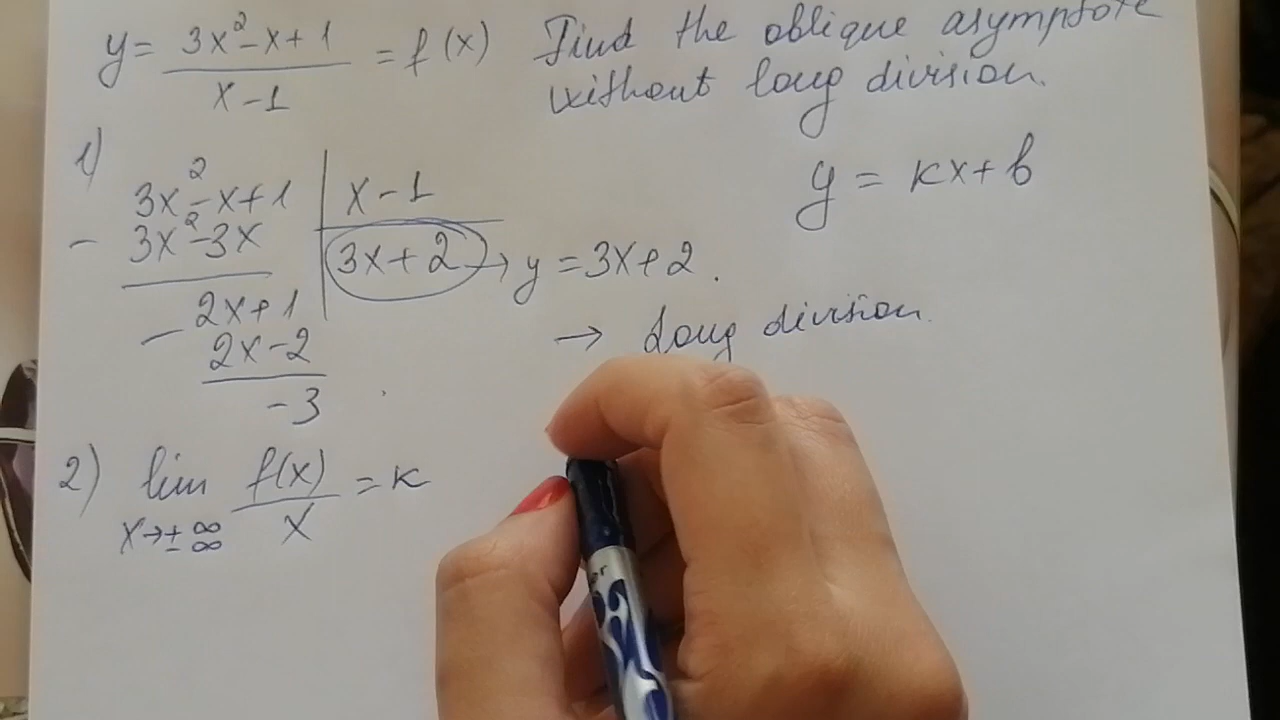 y = (3x² - x + 1)/(x - 1) = f(x) Find the oblique asymptote
without long division.
y = kx + b
1)
3x² - x + 1 | x - 1
- 3x² - 3x | 3x + 2 → y = 3x + 2.
2x + 1
→ Long division.
- 2x - 2
- 3
2) lim x→±∞ f(x)/x = k